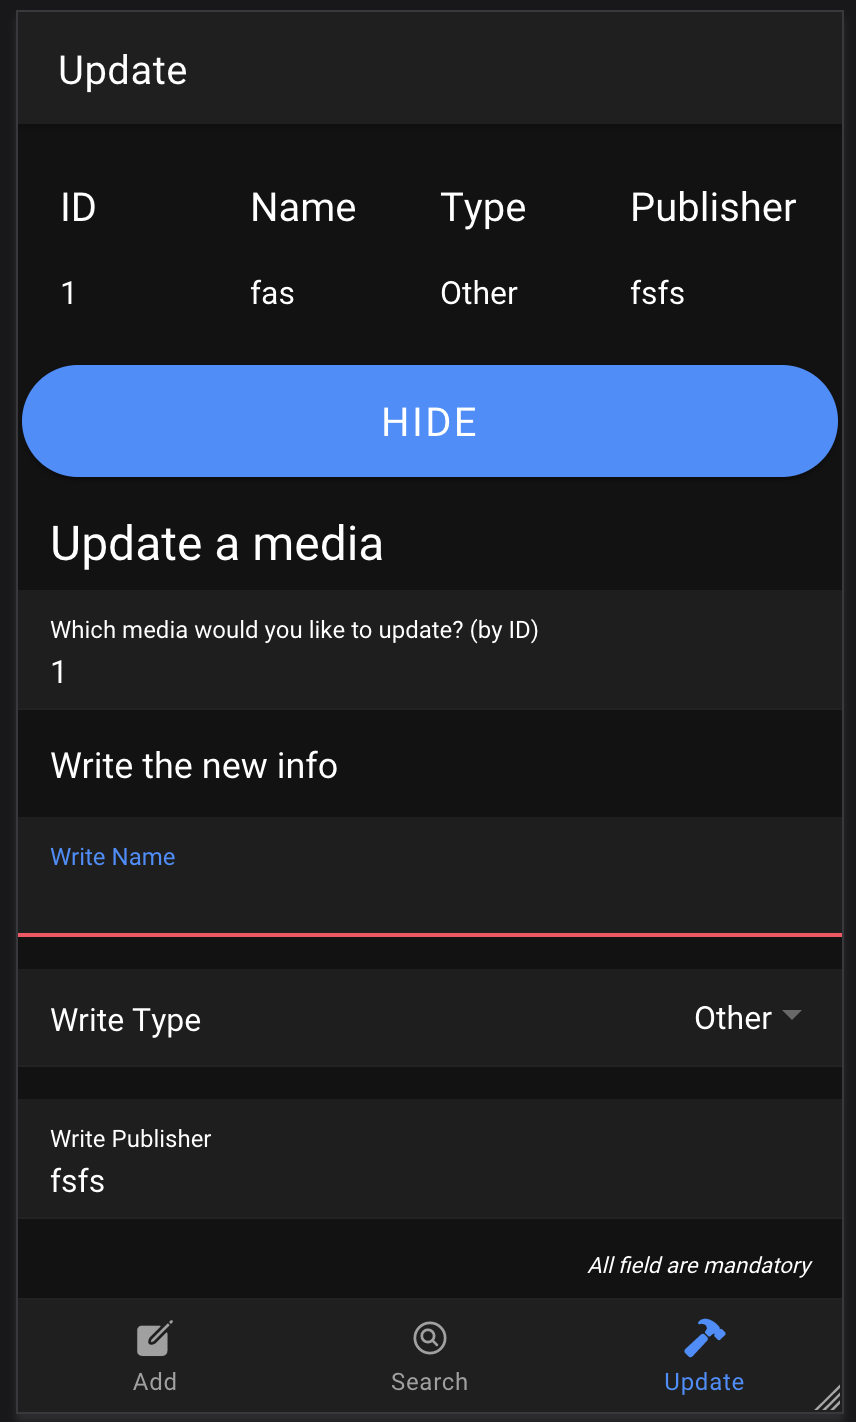 Update
ID Name Type Publisher
1 fas Other fsfs
HIDE
Update a media
Which media would you like to update? (by ID)
1
Write the new info
Write Name
Write Type Other
Write Publisher
fsfs
All field are mandatory
Add Search Update